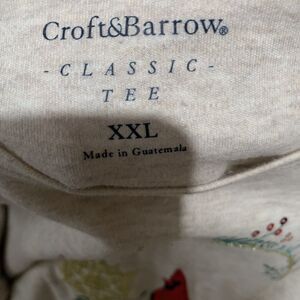 Croft&Barrow®
- CLASSIC -
TEE
XXL
Made in Guatemala